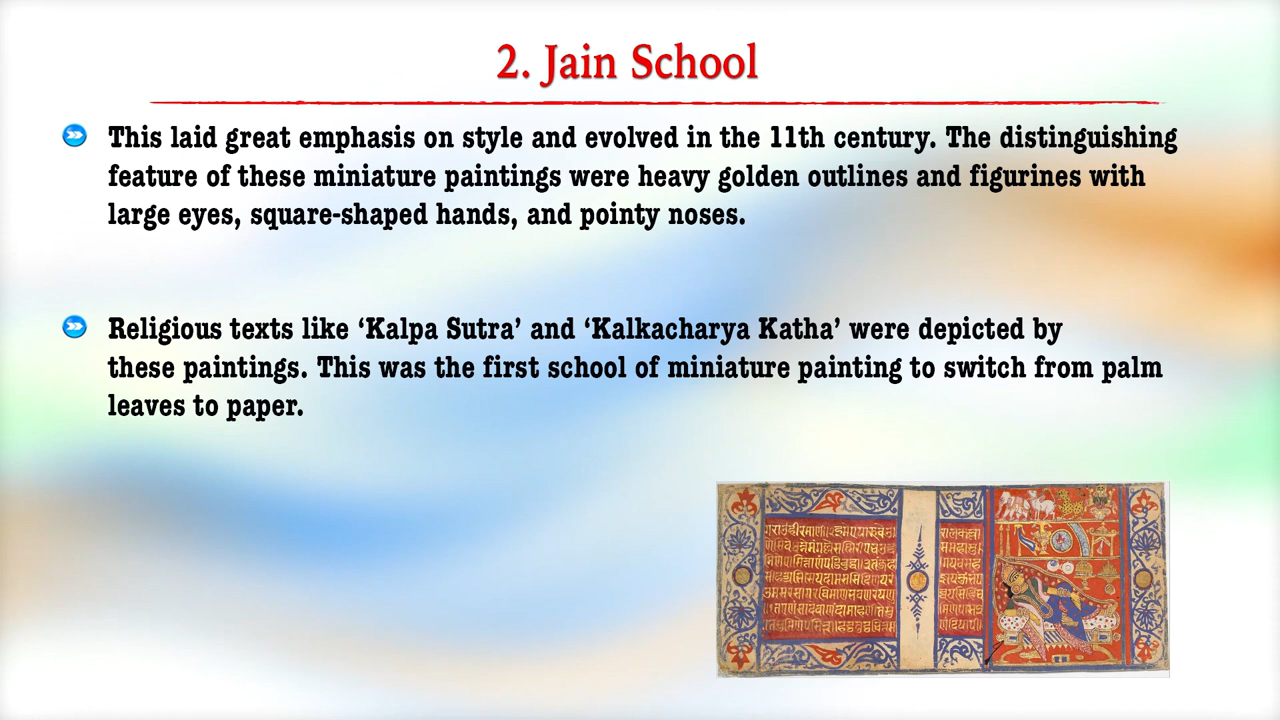 2. Jain School
This laid great emphasis on style and evolved in the 11th century. The distinguishing
feature of these miniature paintings were heavy golden outlines and figurines with
large eyes, square-shaped hands, and pointy noses.
Religious texts like ‘Kalpa Sutra’ and ‘Kalkacharya Katha’ were depicted by
these paintings. This was the first school of miniature painting to switch from palm
leaves to paper.